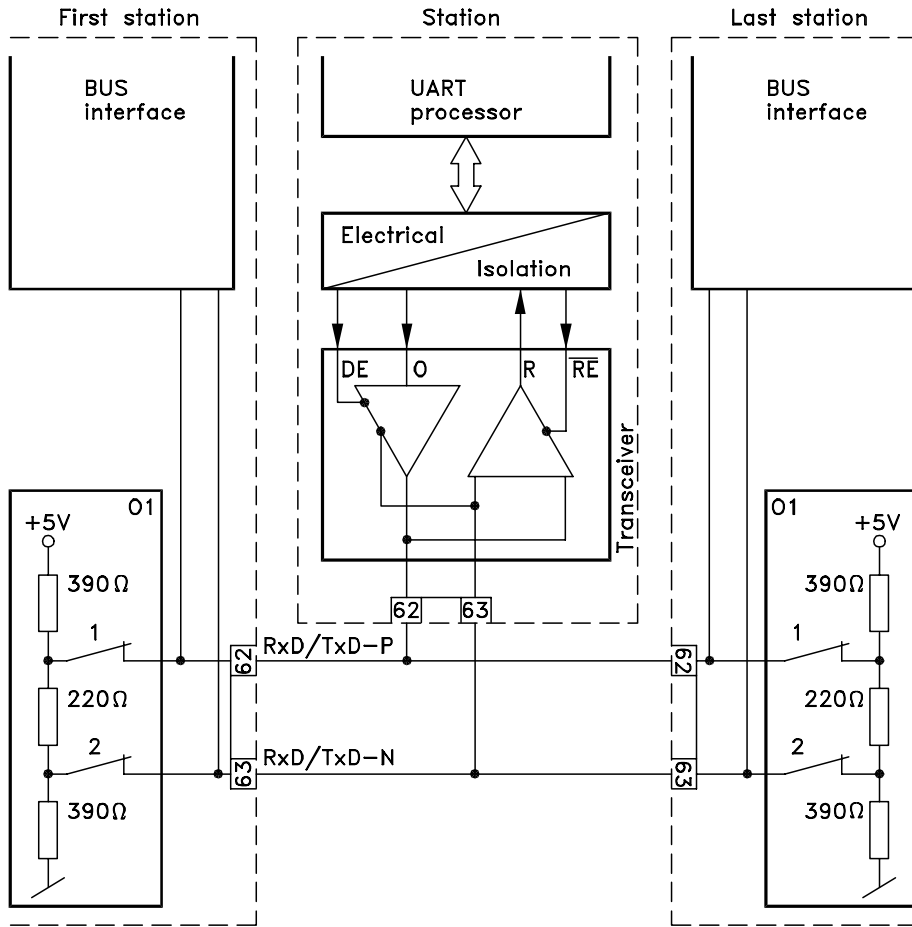 First station
Station
Last station
BUS
interface
UART
processor
BUS
interface
Electrical
Isolation
DE
O
R
RE
Transceiver
O1
+5V
390Ω
1
220Ω
2
390Ω
62
63
62
RxD/TxD-P
63
RxD/TxD-N
62
63
O1
+5V
390Ω
1
220Ω
2
390Ω